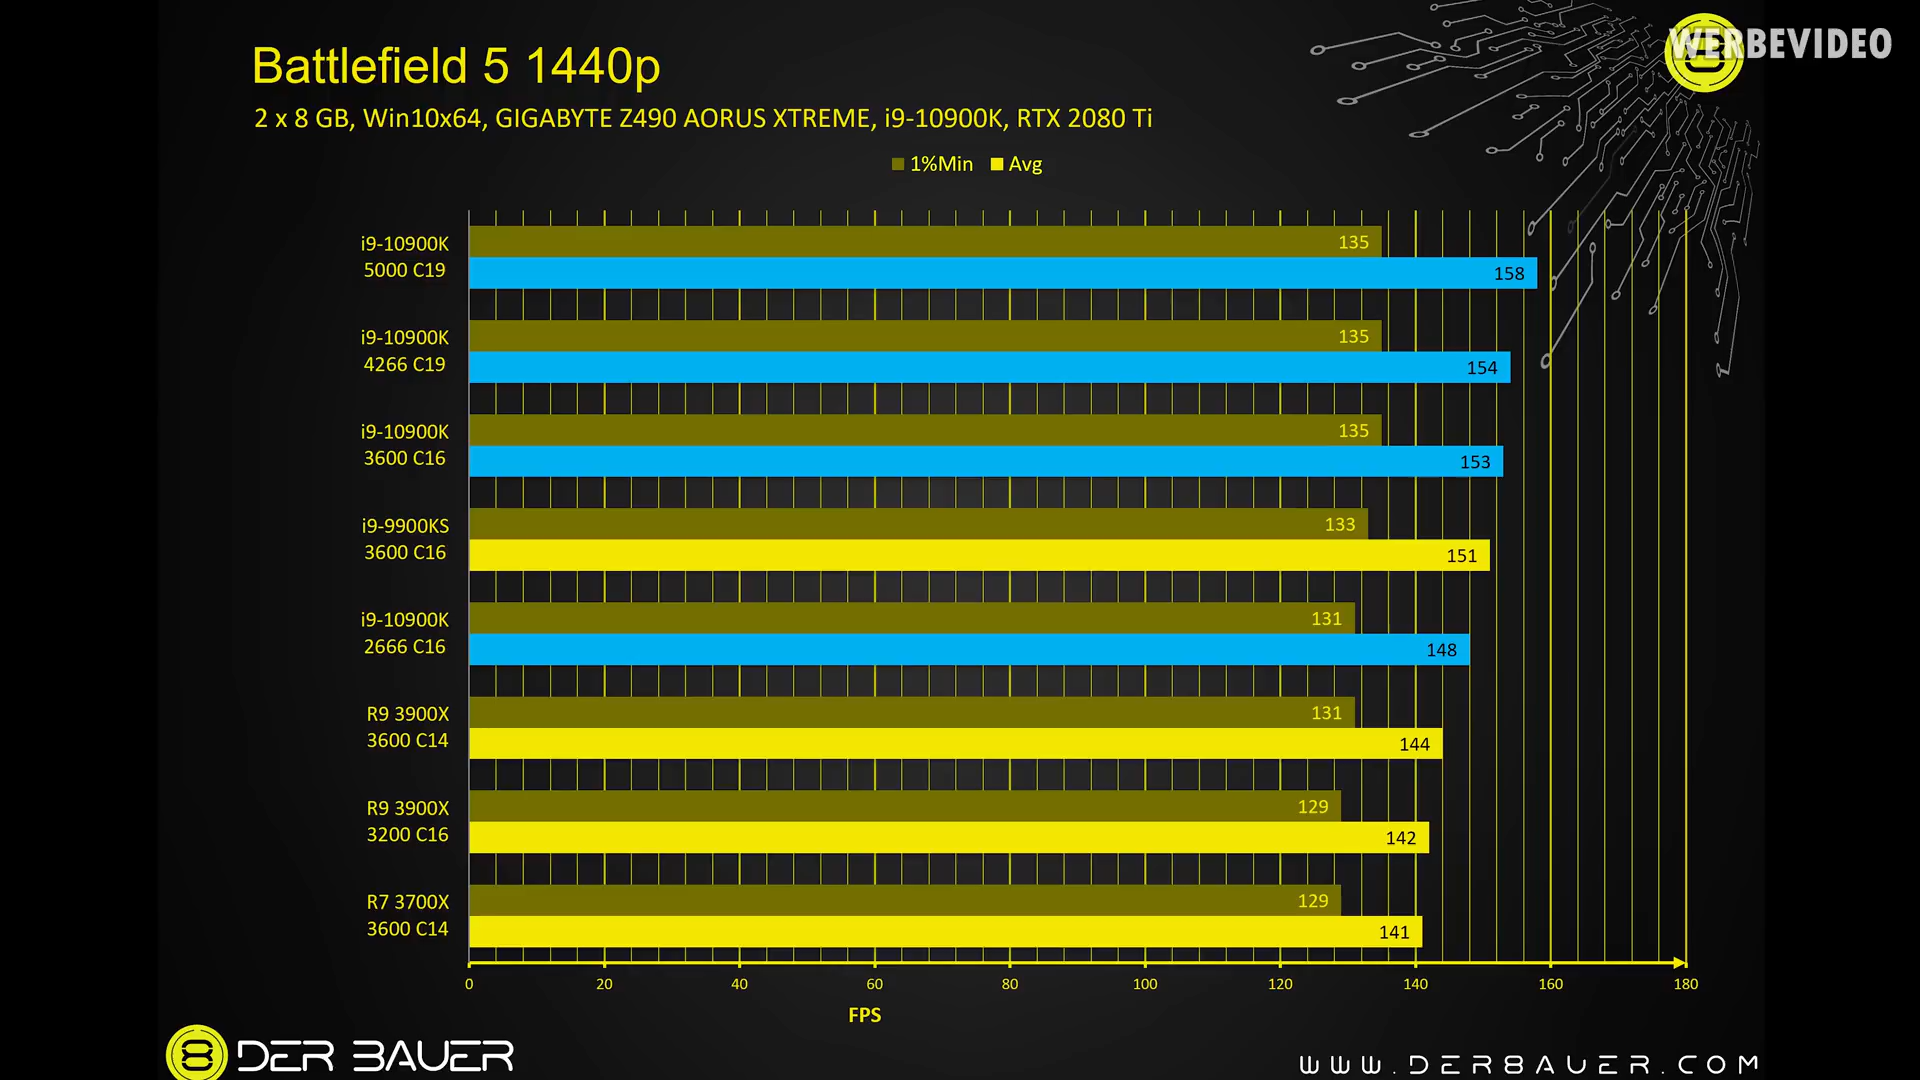 WERBEVIDEO
Battlefield 5 1440p
2 x 8 GB, Win10x64, GIGABYTE Z490 AORUS XTREME, i9-10900K, RTX 2080 Ti
1%Min Avg
i9-10900K
5000 C19
135
158
i9-10900K
4266 C19
135
154
i9-10900K
3600 C16
135
153
i9-9900KS
3600 C16
133
151
i9-10900K
2666 C16
131
148
R9 3900X
3600 C14
131
144
R9 3900X
3200 C16
129
142
R7 3700X
3600 C14
129
141
0 20 40 60 80 100 120 140 160 180
FPS
8 DER 8AUER
WWW.DER8AUER.COM